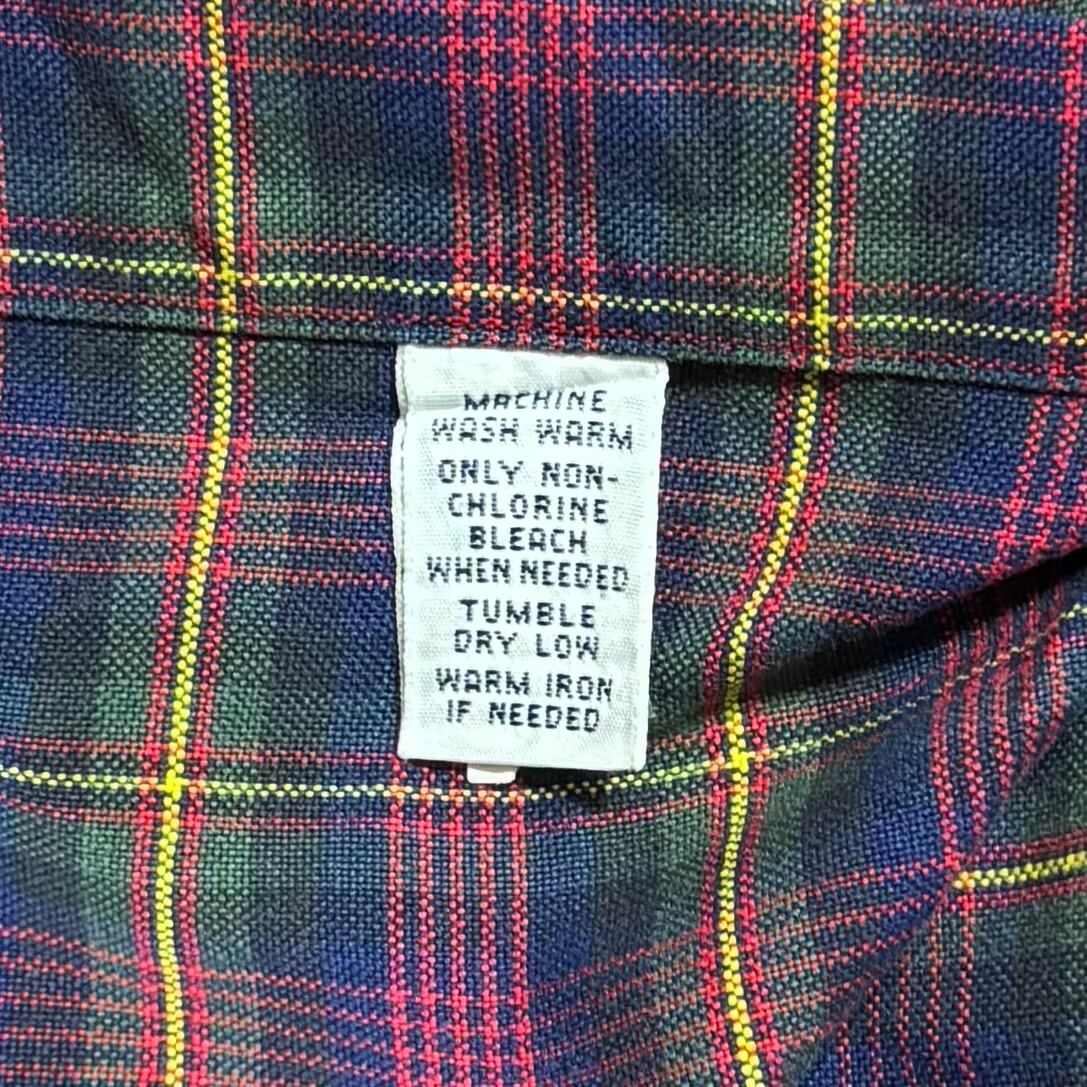 MACHINE
WASH WARM
ONLY NON-
CHLORINE
BLEACH
WHEN NEEDED
TUMBLE
DRY LOW
WARM IRON
IF NEEDED